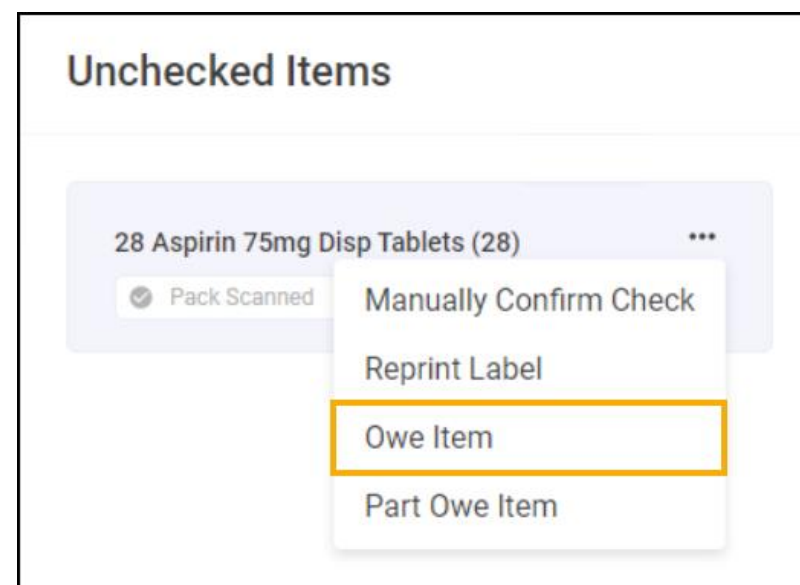 Unchecked Items
28 Aspirin 75mg Disp Tablets (28)
Pack Scanned
Manually Confirm Check
Reprint Label
Owe Item
Part Owe Item